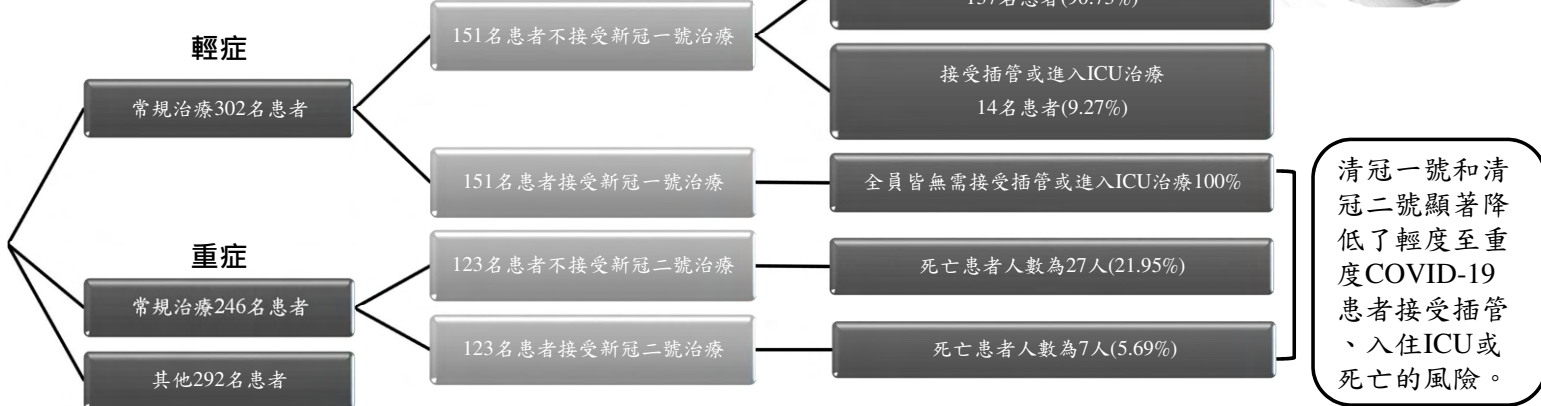 137名患者(90.73%)
151名患者不接受新冠一號治療
輕症
接受插管或進入ICU治療
14名患者(9.27%)
常規治療302名患者
151名患者接受新冠一號治療
全員皆無需接受插管或進入ICU治療100%
重症
123名患者不接受新冠二號治療
死亡患者人數為27人(21.95%)
常規治療246名患者
123名患者接受新冠二號治療
死亡患者人數為7人(5.69%)
其他292名患者
清冠一號和清
冠二號顯著降
低了輕度至重
度COVID-19
患者接受插管
、入住ICU或
死亡的風險。